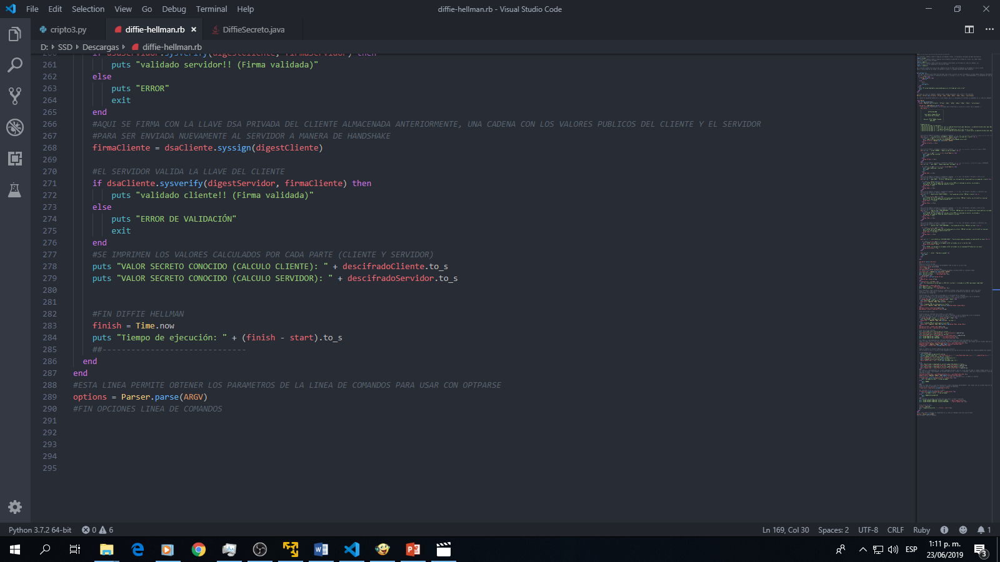 File Edit Selection View Go Debug Terminal Help
diffie-hellman.rb - Visual Studio Code
cripto3.py diffie-hellman.rb × DiffieSecreto.java
D: SSD Descargas diffie-hellman.rb
260 if dsaServidor.sysverify(digestCliente, firmaServidor) then
261 puts "validado servidor!! (Firma validada)"
262 else
263 puts "ERROR"
264 exit
265 end
266 #AQUI SE FIRMA CON LA LLAVE DSA PRIVADA DEL CLIENTE ALMACENADA ANTERIORMENTE, UNA CADENA CON LOS VALORES PUBLICOS DEL CLIENTE Y EL SERVIDOR
267 #PARA SER ENVIADA NUEVAMENTE AL SERVIDOR A MANERA DE HANDSHAKE
268 firmaCliente = dsaCliente.syssign(digestCliente)
269
270 #EL SERVIDOR VALIDA LA LLAVE DEL CLIENTE
271 if dsaCliente.sysverify(digestServidor, firmaCliente) then
272 puts "validado cliente!! (Firma validada)"
273 else
274 puts "ERROR DE VALIDACIÓN"
275 exit
276 end
277 #SE IMPRIMEN LOS VALORES CALCULADOS POR CADA PARTE (CLIENTE Y SERVIDOR)
278 puts "VALOR SECRETO CONOCIDO (CALCULO CLIENTE): " + descifradoCliente.to_s
279 puts "VALOR SECRETO CONOCIDO (CALCULO SERVIDOR): " + descifradoServidor.to_s
280
281
282 #FIN DIFFIE HELLMAN
283 finish = Time.now
284 puts "Tiempo de ejecución: " + (finish - start).to_s
285 ##------------------------------
286 end
287 end
288 #ESTA LINEA PERMITE OBTENER LOS PARAMETROS DE LA LINEA DE COMANDOS PARA USAR CON OPTPARSE
289 options = Parser.parse(ARGV)
290 #FIN OPCIONES LINEA DE COMANDOS
291
292
293
294
295
Python 3.7.2 64-bit 0 6 Ln 169, Col 30 Spaces: 2 UTF-8 CRLF Ruby 1
ESP
1:11 p. m.
23/06/2019
3